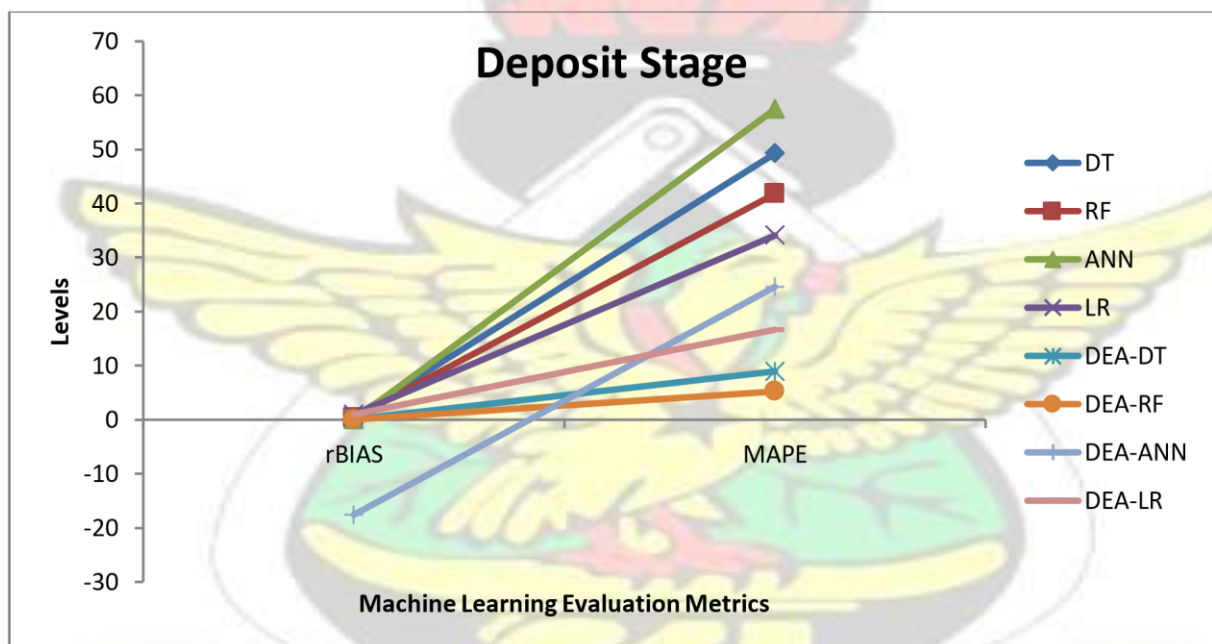 Deposit Stage
70
60
50
40
30
20
10
0
-10
-20
-30
Levels
rBIAS
MAPE
Machine Learning Evaluation Metrics
DT
RF
ANN
LR
DEA-DT
DEA-RF
DEA-ANN
DEA-LR